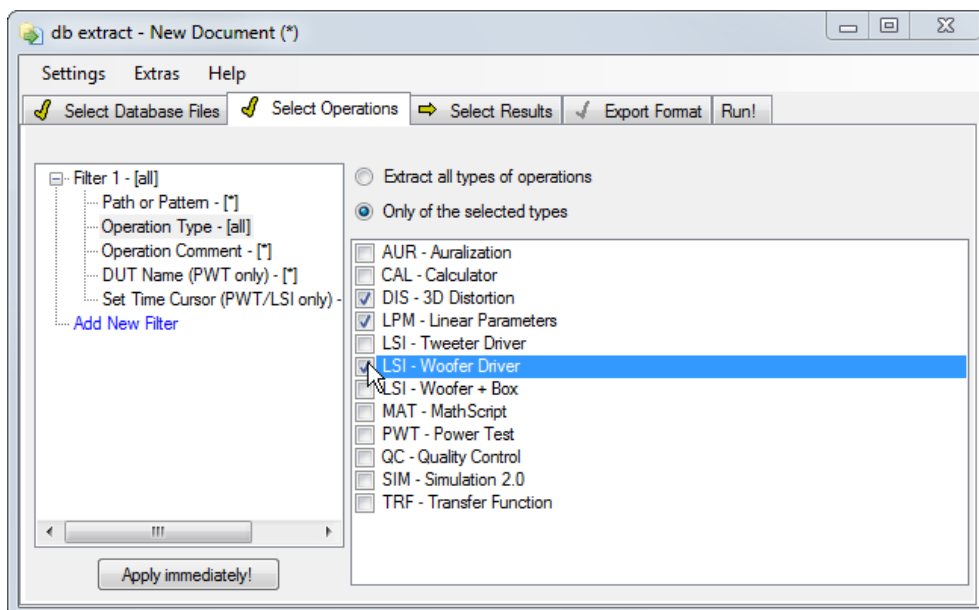 db extract - New Document (*)
Settings Extras Help
Select Database Files Select Operations Select Results Export Format Run!
Filter 1 - [all]
Path or Pattern - [*]
Operation Type - [all]
Operation Comment - [*]
DUT Name (PWT only) - [*]
Set Time Cursor (PWT/LSI only) -
Add New Filter
Apply immediately!
Extract all types of operations
Only of the selected types
AUR - Auralization
CAL - Calculator
DIS - 3D Distortion
LPM - Linear Parameters
LSI - Tweeter Driver
LSI - Woofer Driver
LSI - Woofer + Box
MAT - MathScript
PWT - Power Test
QC - Quality Control
SIM - Simulation 2.0
TRF - Transfer Function